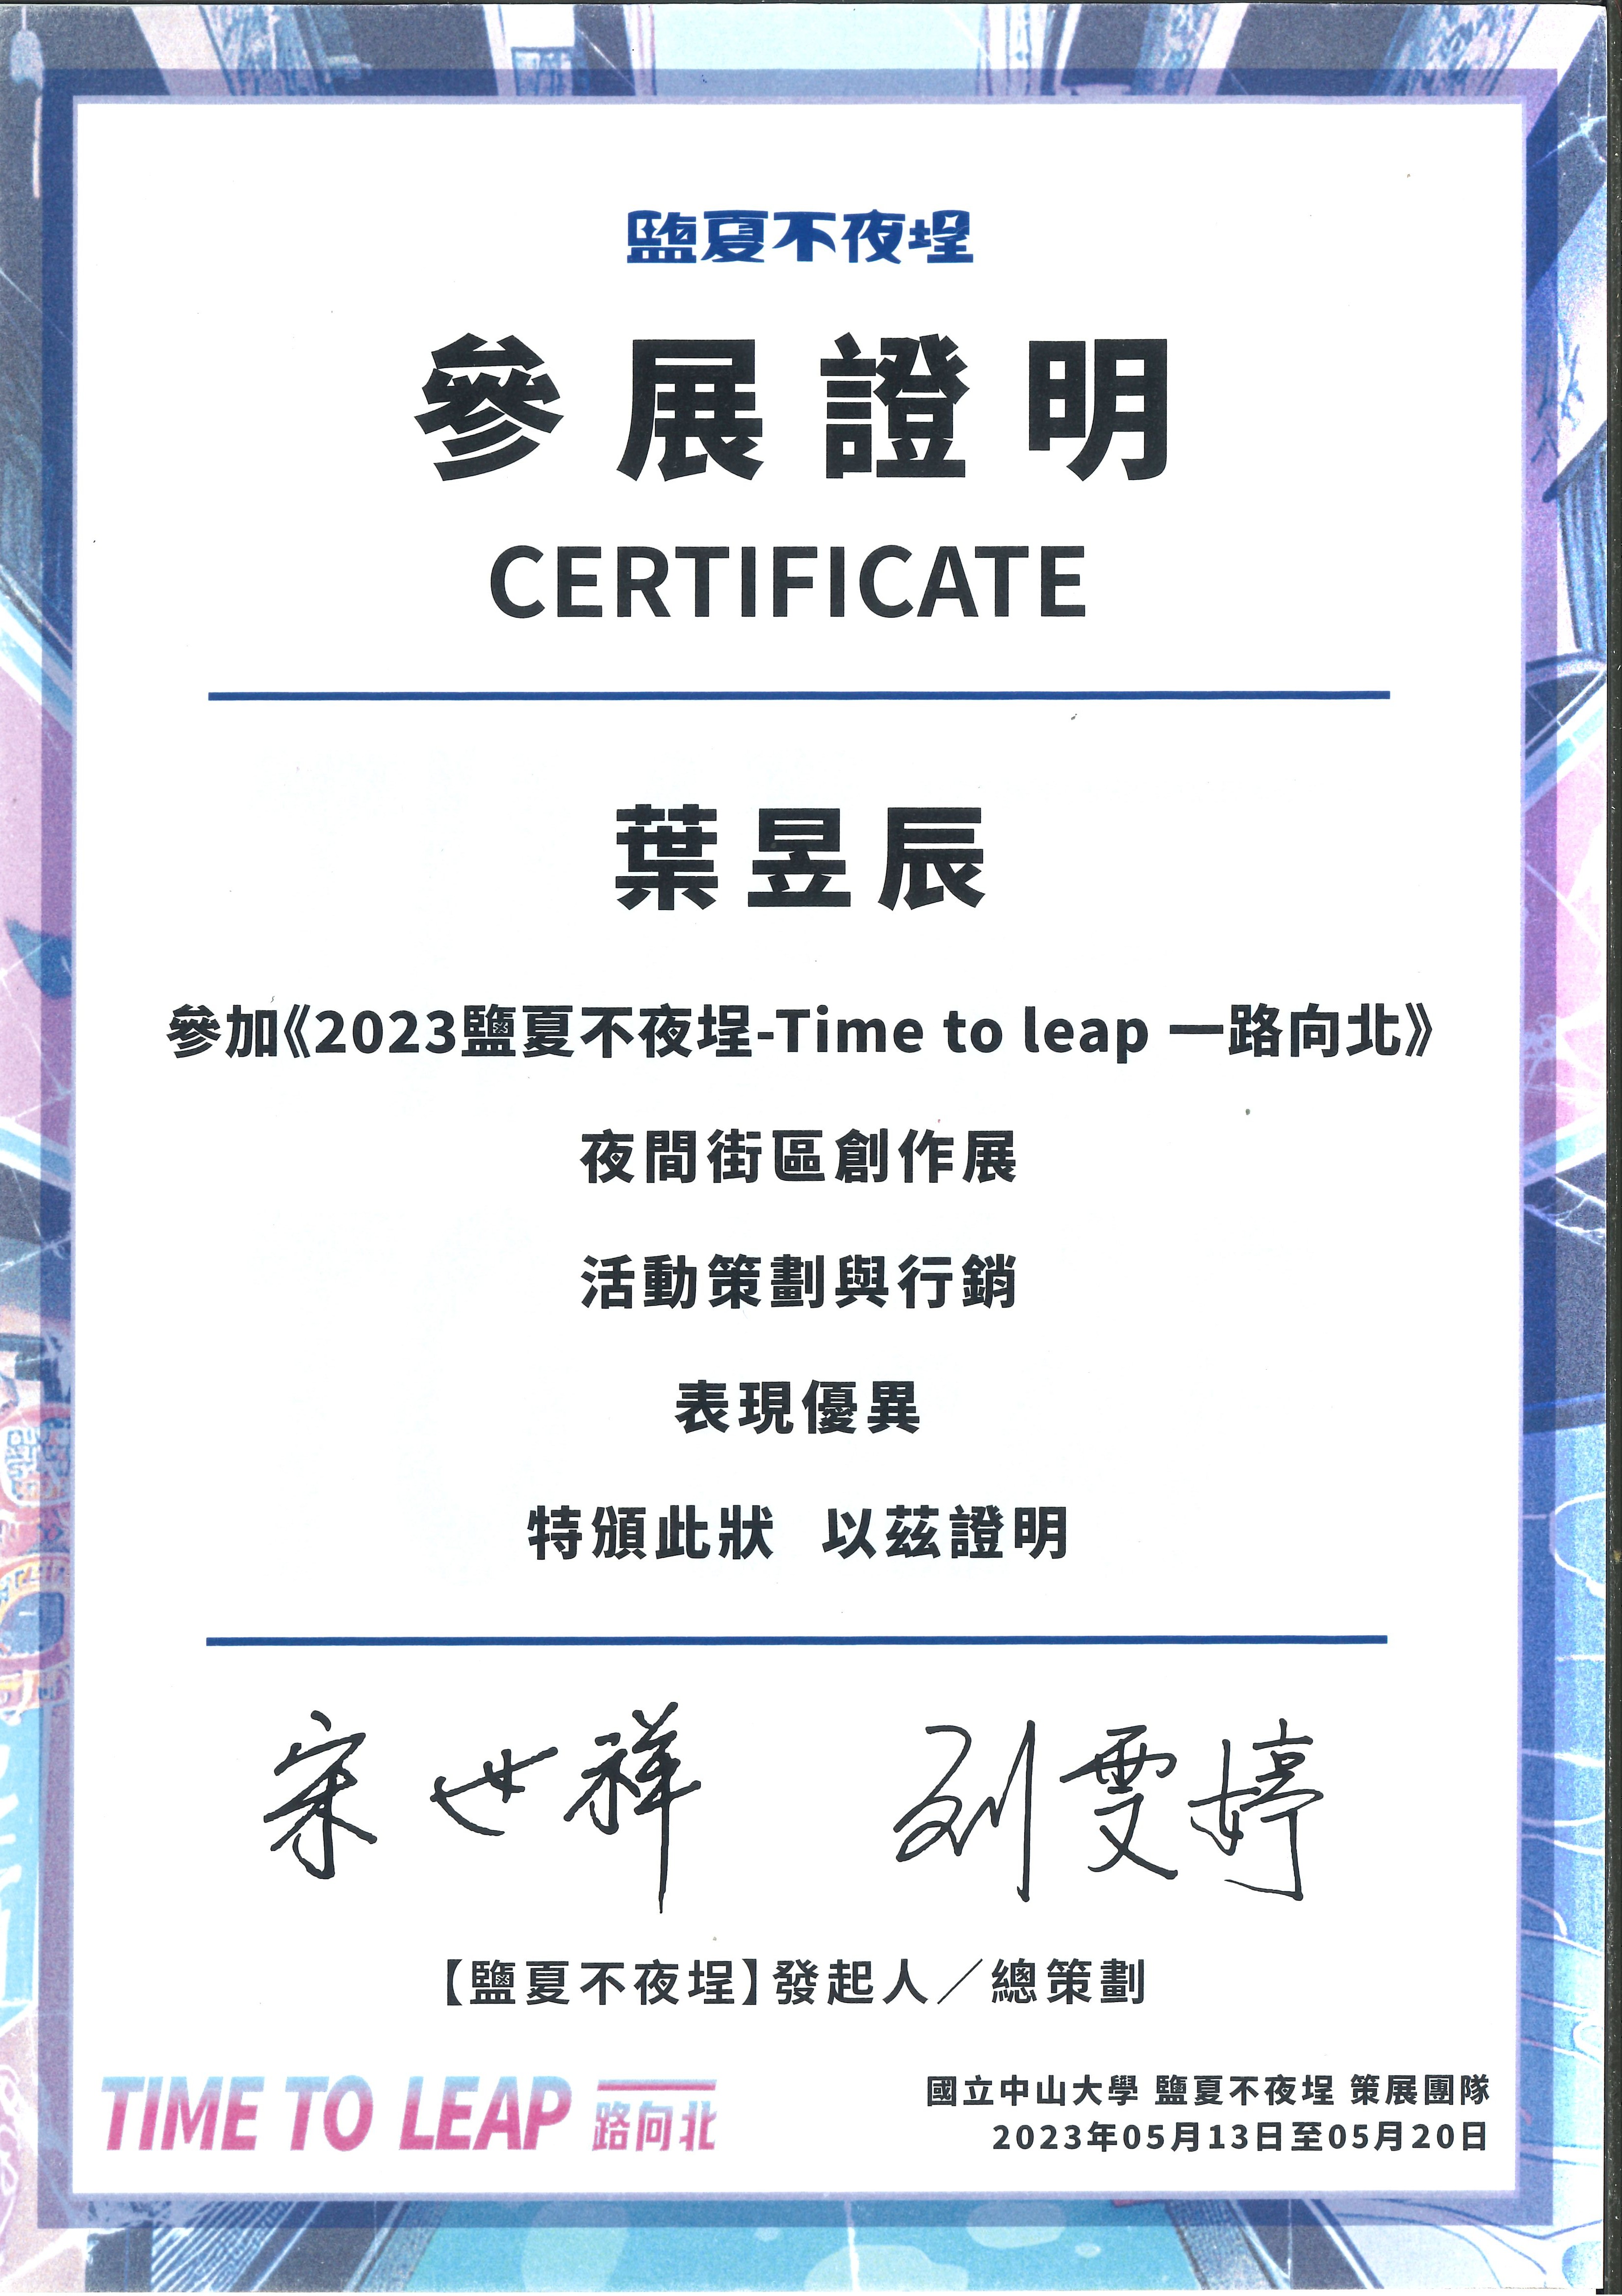 鹽夏不夜埕
參展證明
CERTIFICATE
葉昱辰
參加《2023鹽夏不夜埕-Time to leap 一路向北》
夜間街區創作展
活動策劃與行銷
表現優異
特頒此狀 以茲證明
宋世祥 劉雯婷
【鹽夏不夜埕】發起人／總策劃
TIME TO LEAP 一路向北
國立中山大學 鹽夏不夜埕 策展團隊
2023年05月13日至05月20日